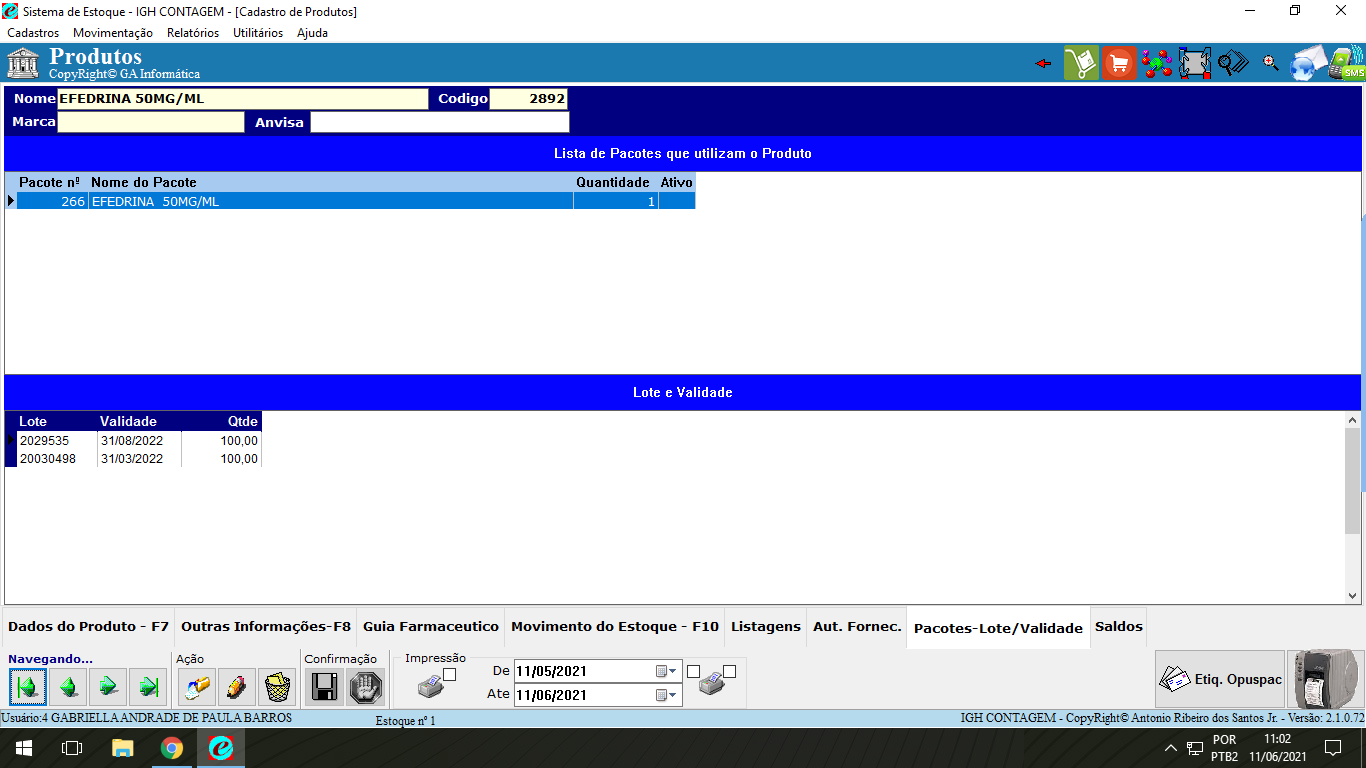 Sistema de Estoque - IGH CONTAGEM - [Cadastro de Produtos]
Cadastros Movimentação Relatórios Utilitários Ajuda
Produtos
CopyRight© GA Informática
SMS
Nome EFEDRINA 50MG/ML Codigo 2892
Marca Anvisa
Lista de Pacotes que utilizam o Produto
Pacote nº Nome do Pacote Quantidade Ativo
266 EFEDRINA 50MG/ML 1
Lote e Validade
Lote Validade Qtde
2029535 31/08/2022 100,00
20030498 31/03/2022 100,00
Dados do Produto - F7 Outras Informações-F8 Guia Farmaceutico Movimento do Estoque - F10 Listagens Aut. Fornec. Pacotes-Lote/Validade Saldos
Navegando... Ação Confirmação Impressão
De 11/05/2021
Ate 11/06/2021
Etiq. Opuspac
Usuário:4 GABRIELLA ANDRADE DE PAULA BARROS Estoque nº 1 IGH CONTAGEM - CopyRight© Antonio Ribeiro dos Santos Jr. - Versão: 2.1.0.72
POR 11:02
PTB2 11/06/2021